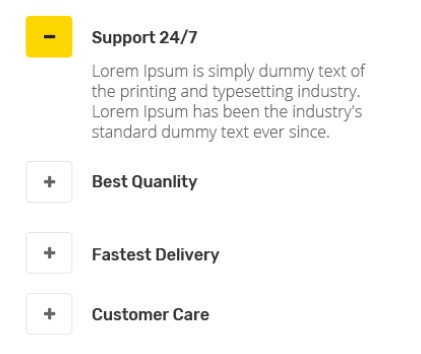 Support 24/7
Lorem Ipsum is simply dummy text of
the printing and typesetting industry.
Lorem Ipsum has been the industry's
standard dummy text ever since.
Best Quanlity
Fastest Delivery
Customer Care